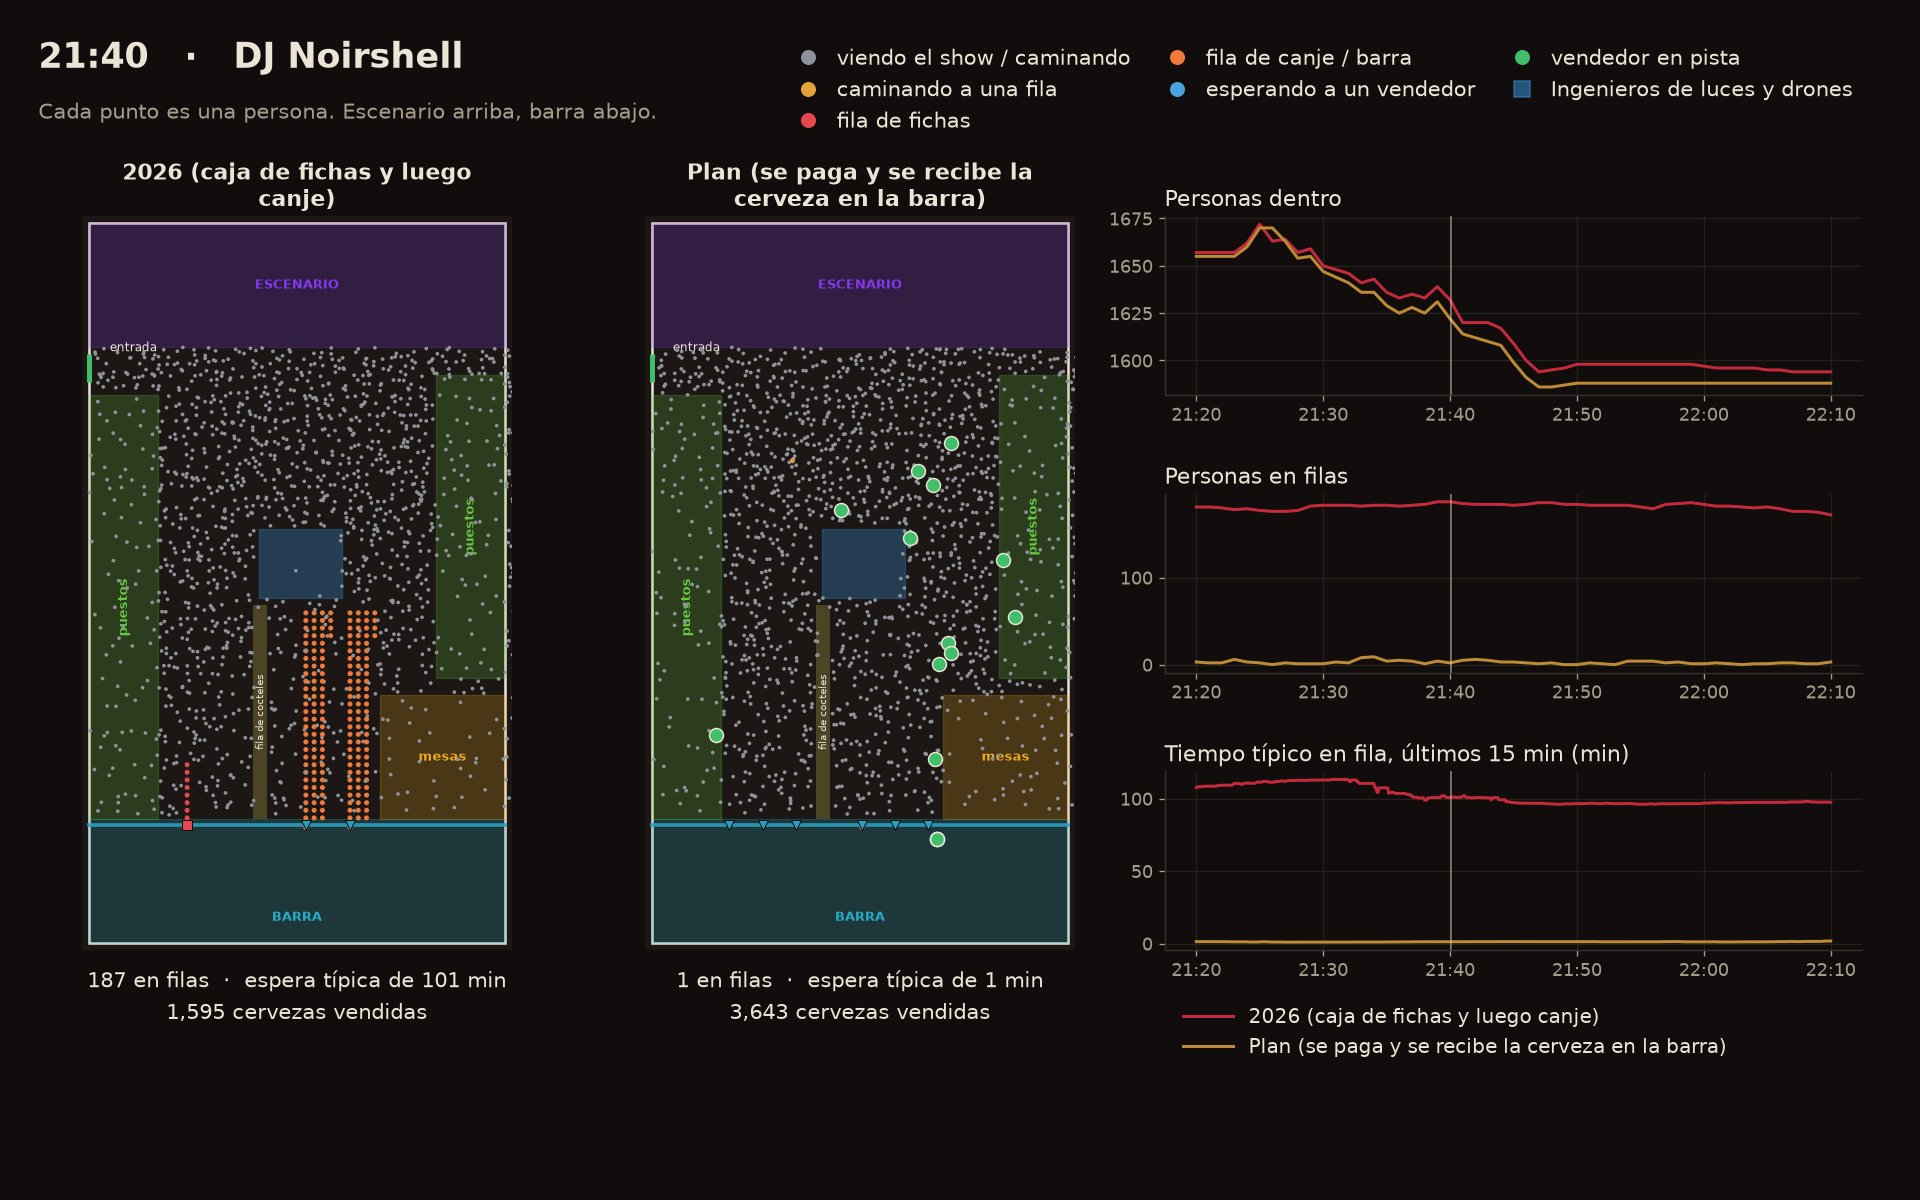 21:40 · DJ Noirshell
Cada punto es una persona. Escenario arriba, barra abajo.
viendo el show / caminando
caminando a una fila
fila de fichas
fila de canje / barra
esperando a un vendedor
vendedor en pista
Ingenieros de luces y drones
2026 (caja de fichas y luego
canje)
ESCENARIO
entrada
puestos
puestos
fila de cocteles
mesas
BARRA
187 en filas · espera típica de 101 min
1,595 cervezas vendidas
Plan (se paga y se recibe la
cerveza en la barra)
ESCENARIO
entrada
puestos
puestos
fila de cocteles
mesas
BARRA
1 en filas · espera típica de 1 min
3,643 cervezas vendidas
Personas dentro
1675
1650
1625
1600
21:20 21:30 21:40 21:50 22:00 22:10
Personas en filas
100
0
21:20 21:30 21:40 21:50 22:00 22:10
Tiempo típico en fila, últimos 15 min (min)
100
50
0
21:20 21:30 21:40 21:50 22:00 22:10
2026 (caja de fichas y luego canje)
Plan (se paga y se recibe la cerveza en la barra)